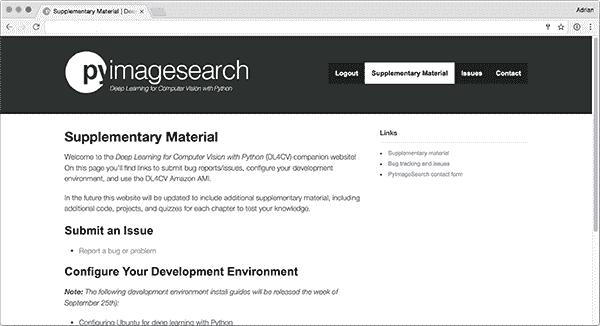 Supplementary Material | Dee
Adrian
pyimagesearch
Deep Learning for Computer Vision with Python
Logout Supplementary Material Issues Contact
Supplementary Material
Welcome to the Deep Learning for Computer Vision with Python (DL4CV) companion website!
On this page you'll find links to submit bug reports/issues, configure your development
environment, and use the DL4CV Amazon AMI.
In the future this website will be updated to include additional supplementary material, including
additional code, projects, and quizzes for each chapter to test your knowledge.
Submit an Issue
Report a bug or problem
Configure Your Development Environment
Note: The following development environment install guides will be released the week of
September 25th):
Configuring Ubuntu for deep learning with Python
Links
Supplementary material
Bug tracking and issues
PyImageSearch contact form